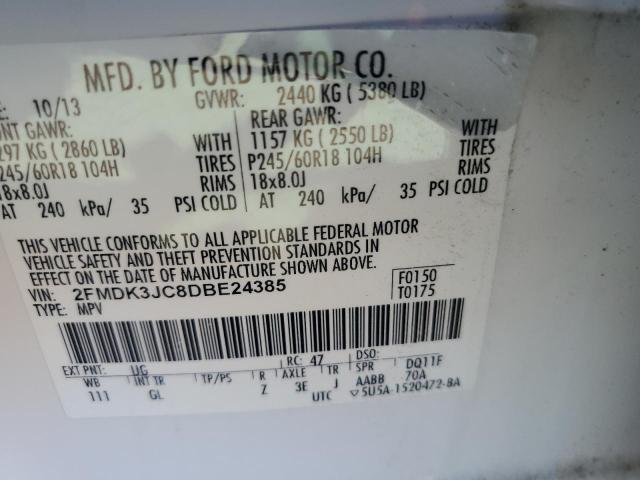 MFD. BY FORD MOTOR CO.
10/13 GVWR: 2440 KG ( 5380 LB)
GAWR: REAR GAWR:
297 KG ( 2860 LB) WITH 1157 KG ( 2550 LB) WITH
245/60R18 104H TIRES P245/60R18 104H TIRES
18x8.0J RIMS 18x8.0J RIMS
AT 240 kPa/ 35 PSI COLD AT 240 kPa/ 35 PSI COLD
THIS VEHICLE CONFORMS TO ALL APPLICABLE FEDERAL MOTOR
VEHICLE SAFETY AND THEFT PREVENTION STANDARDS IN
EFFECT ON THE DATE OF MANUFACTURE SHOWN ABOVE.
VIN: 2FMDK3JC8DBE24385 F0150
TYPE: MPV T0175
EXT PNT: UG RC: 47 DSO:
WB INT TR TP/PS R AXLE TR SPR DQ11F
111 GL Z 3E J AABB 70A
UTC ▽5U5A-1520472-BA